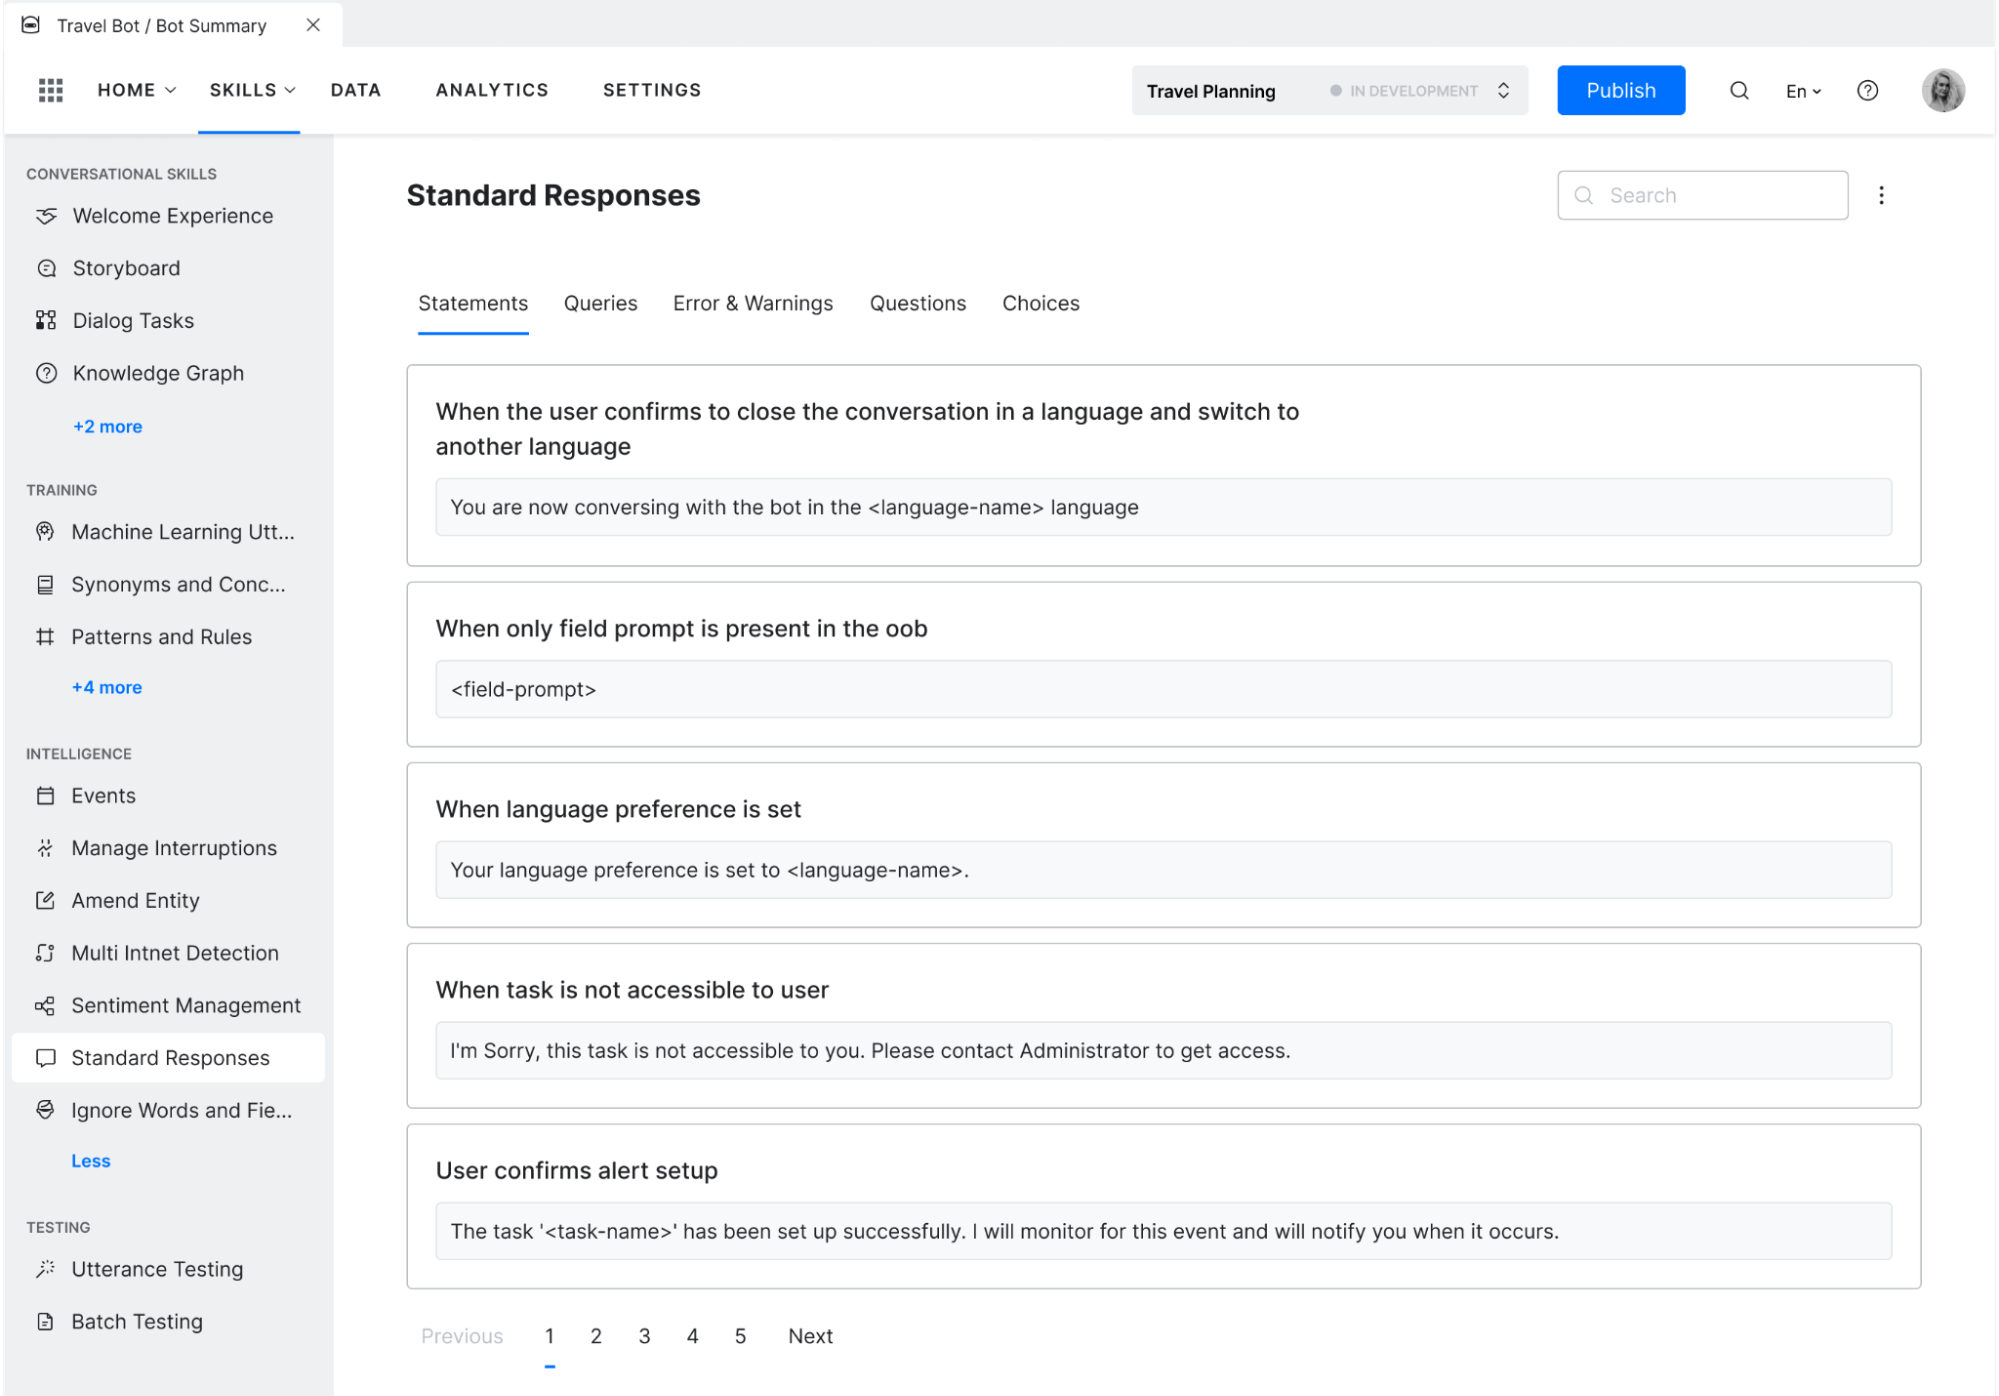 Travel Bot / Bot Summary
HOME
SKILLS
DATA
ANALYTICS
SETTINGS
Travel Planning
IN DEVELOPMENT
Publish
En
CONVERSATIONAL SKILLS
Welcome Experience
Storyboard
Dialog Tasks
Knowledge Graph
+2 more
TRAINING
Machine Learning Utt...
Synonyms and Conc...
Patterns and Rules
+4 more
INTELLIGENCE
Events
Manage Interruptions
Amend Entity
Multi Intnet Detection
Sentiment Management
Standard Responses
Ignore Words and Fie...
Less
TESTING
Utterance Testing
Batch Testing
Standard Responses
Search
Statements
Queries
Error & Warnings
Questions
Choices
When the user confirms to close the conversation in a language and switch to
another language
You are now conversing with the bot in the <language-name> language
When only field prompt is present in the oob
<field-prompt>
When language preference is set
Your language preference is set to <language-name>.
When task is not accessible to user
I'm Sorry, this task is not accessible to you. Please contact Administrator to get access.
User confirms alert setup
The task '<task-name>' has been set up successfully. I will monitor for this event and will notify you when it occurs.
Previous 1 2 3 4 5 Next